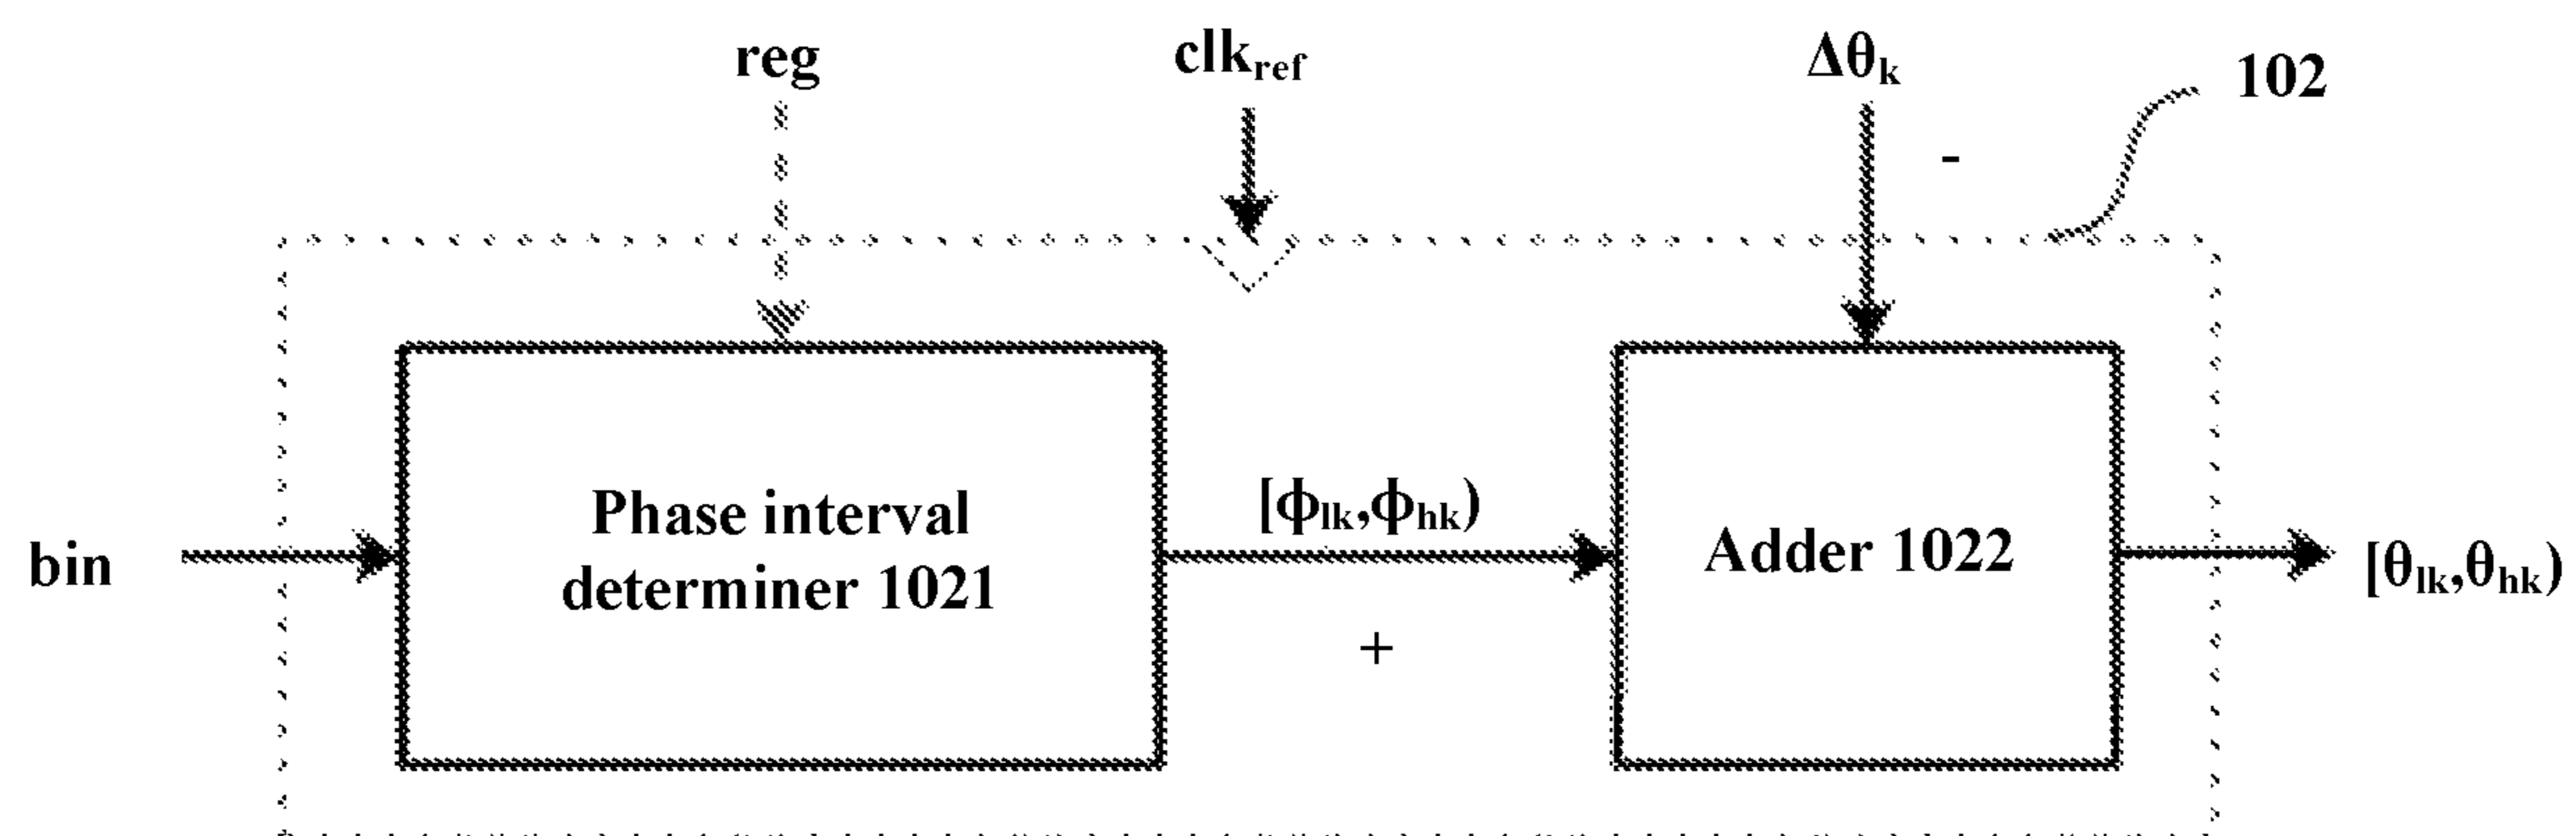 reg
clkref
Δθk
-
102
bin
Phase interval
determiner 1021
[ϕlk,ϕhk)
+
Adder 1022
[θlk,θhk)